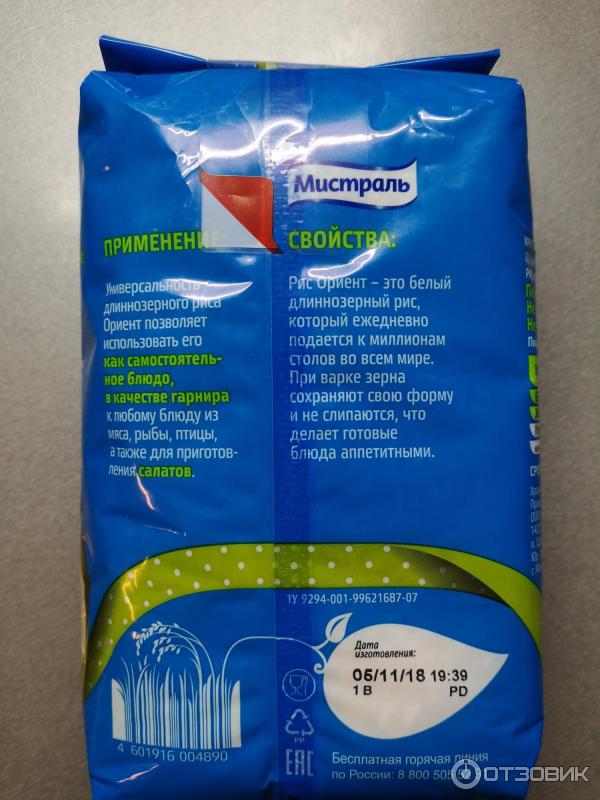 Мистраль
ПРИМЕНЕНИЕ:
Универсальность
длиннозерного риса
Ориент позволяет
использовать его
как самостоятель-
ное блюдо,
в качестве гарнира
к любому блюду из
мяса, рыбы, птицы,
а также для приготов-
ления салатов.
СВОЙСТВА:
Рис Ориент – это белый
длиннозерный рис,
который ежедневно
подается к миллионам
столов во всем мире.
При варке зерна
сохраняют свою форму
и не слипаются, что
делает готовые
блюда аппетитными.
ТУ 9294-001-99621687-07
Дата
изготовления:
05/11/18 19:39
1 В PD
PP
EAC
4 601916 004890
Бесплатная горячая линия
по России: 8 800 505
ОТЗОВИК